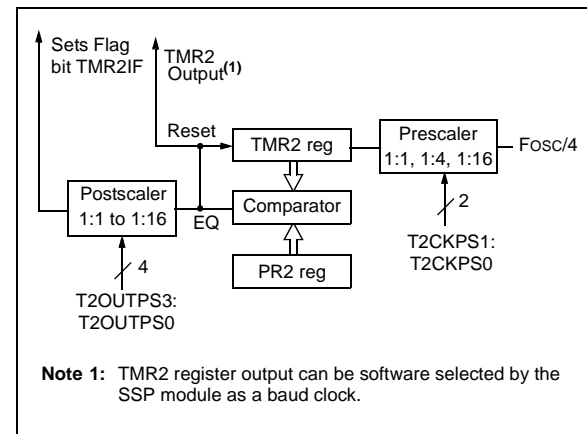 Sets Flag
bit TMR2IF
TMR2
Output(1)
Reset
TMR2 reg
Prescaler
1:1, 1:4, 1:16
FOSC/4
Postscaler
1:1 to 1:16
EQ
Comparator
2
T2CKPS1:
T2CKPS0
4
PR2 reg
T2OUTPS3:
T2OUTPS0
Note 1: TMR2 register output can be software selected by the
SSP module as a baud clock.